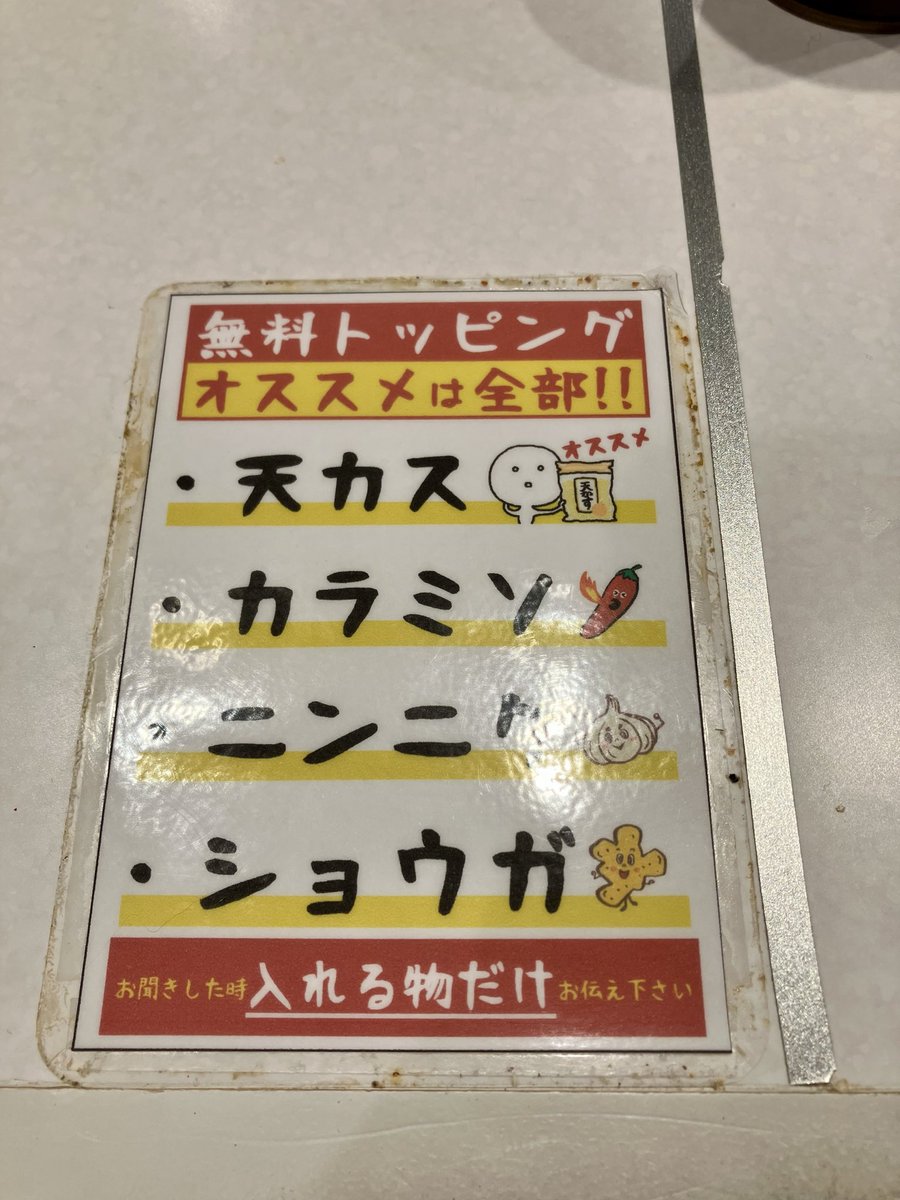 無料トッピング
オススメは全部!!
・天カス
オススメ
天かす
・カラミソ
・ニンニク
・ショウガ
お聞きした時入れる物だけお伝え下さい